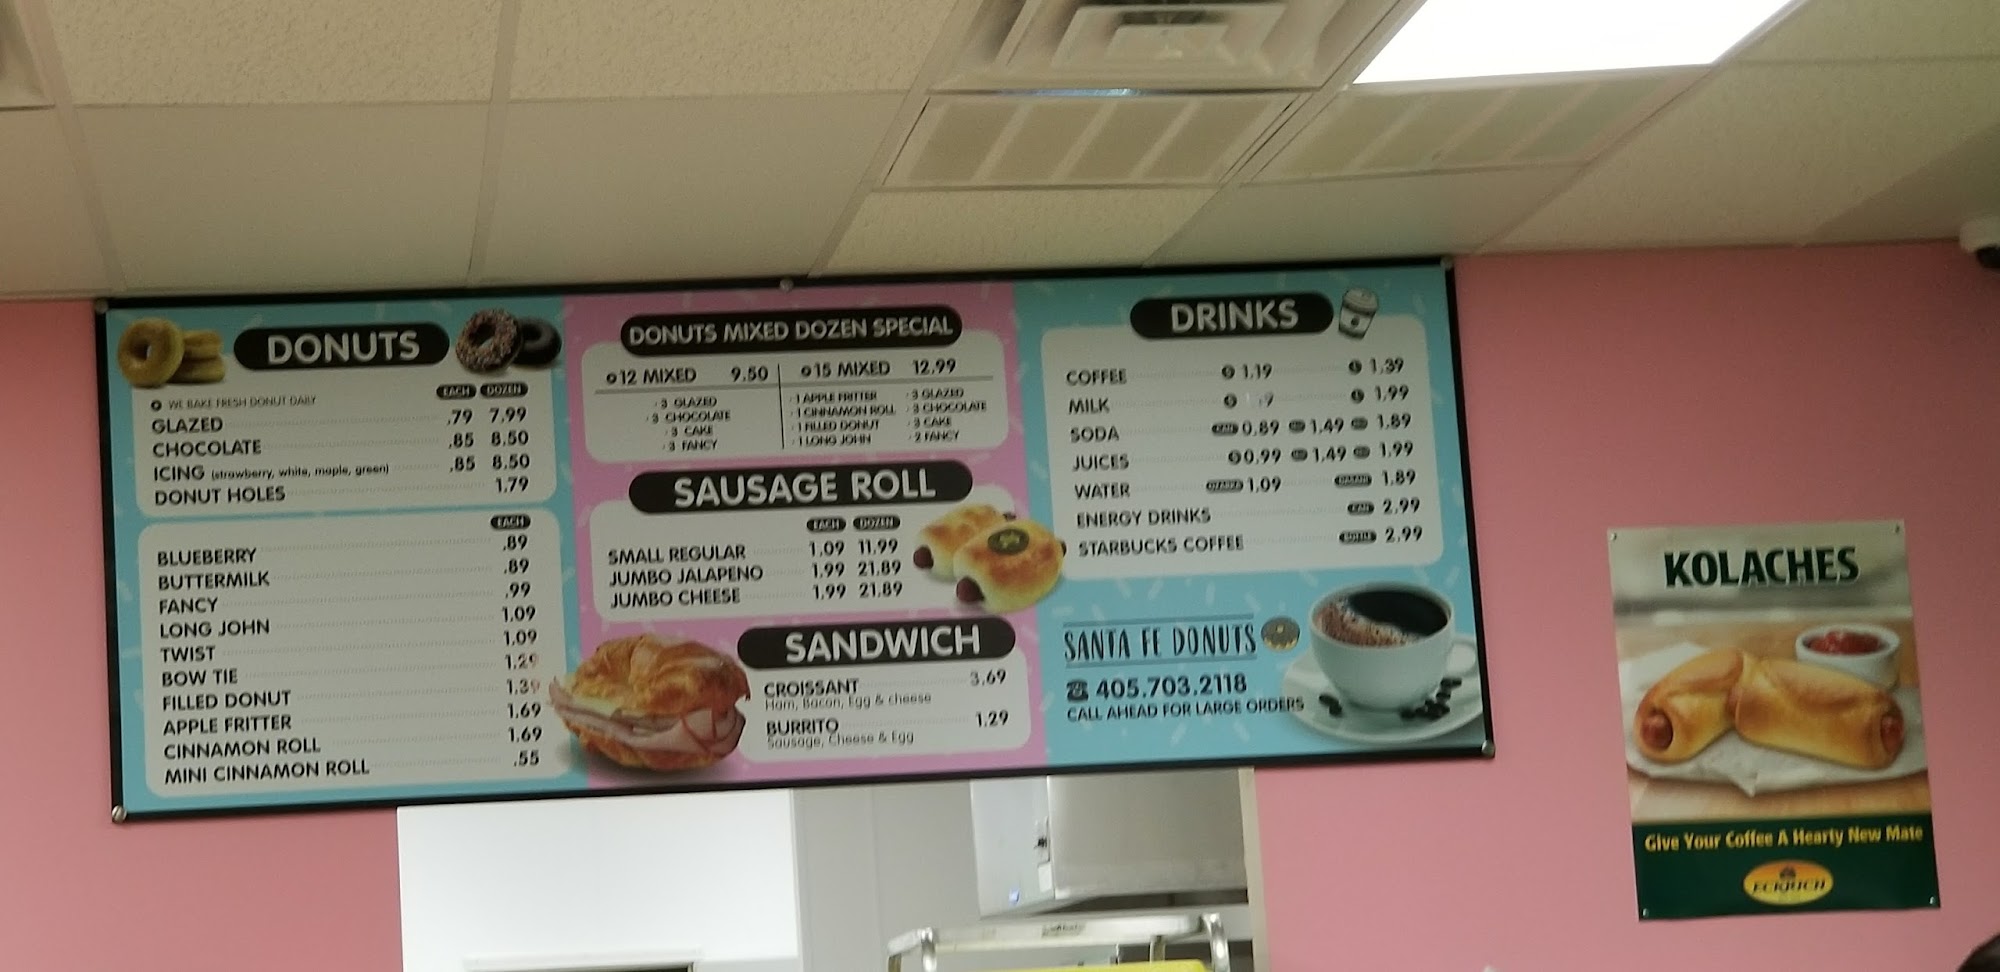 DONUTS
EACH DOZEN
WE BAKE FRESH DONUT DAILY
GLAZED .79 7.99
CHOCOLATE .85 8.50
ICING (strawberry, white, maple, green) .85 8.50
DONUT HOLES 1.79
EACH
BLUEBERRY .89
BUTTERMILK .89
FANCY .99
LONG JOHN 1.09
TWIST 1.09
BOW TIE 1.29
FILLED DONUT 1.39
APPLE FRITTER 1.69
CINNAMON ROLL 1.69
MINI CINNAMON ROLL .55
DONUTS MIXED DOZEN SPECIAL
12 MIXED 9.50
· 3 GLAZED
· 3 CHOCOLATE
· 3 CAKE
· 3 FANCY
15 MIXED 12.99
· 1 APPLE FRITTER · 3 GLAZED
· 1 CINNAMON ROLL · 3 CHOCOLATE
· 1 FILLED DONUT · 3 CAKE
· 1 LONG JOHN · 2 FANCY
SAUSAGE ROLL
EACH DOZEN
SMALL REGULAR 1.09 11.99
JUMBO JALAPENO 1.99 21.89
JUMBO CHEESE 1.99 21.89
SANDWICH
CROISSANT 3.69
Ham, Bacon, Egg & cheese
BURRITO 1.29
Sausage, Cheese & Egg
DRINKS
COFFEE 1.19 1.39
MILK 1.99
SODA CAN 0.89 1.49 1.89
JUICES 0.99 1.49 1.99
WATER OZARKA 1.09 DASANI 1.89
ENERGY DRINKS CAN 2.99
STARBUCKS COFFEE BOTTLE 2.99
SANTA FE DONUTS
405.703.2118
CALL AHEAD FOR LARGE ORDERS
KOLACHES
Give Your Coffee A Hearty New Mate
ECKRICH